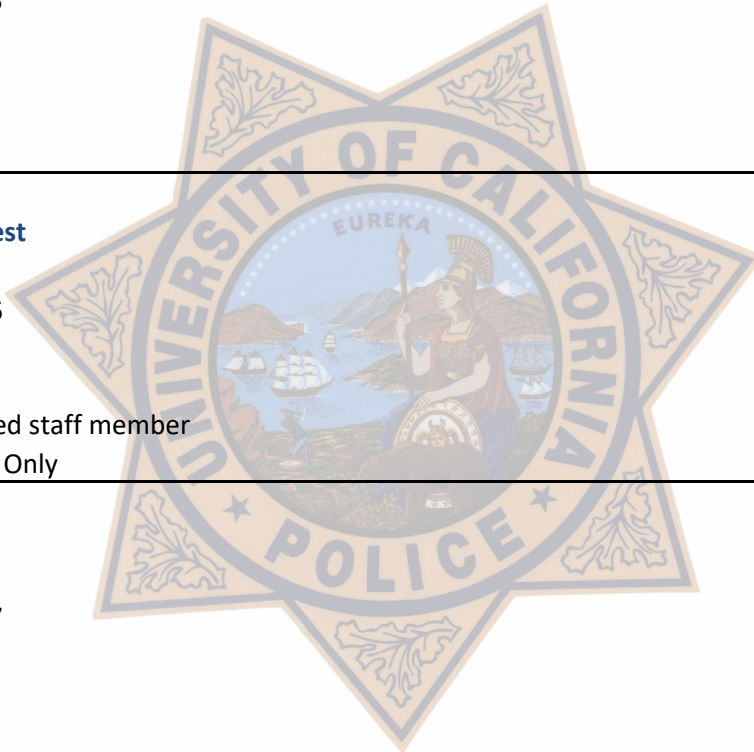 UNIVERSITY OF CALIFORNIA
EUREKA
est
ed staff member
Only
POLICE